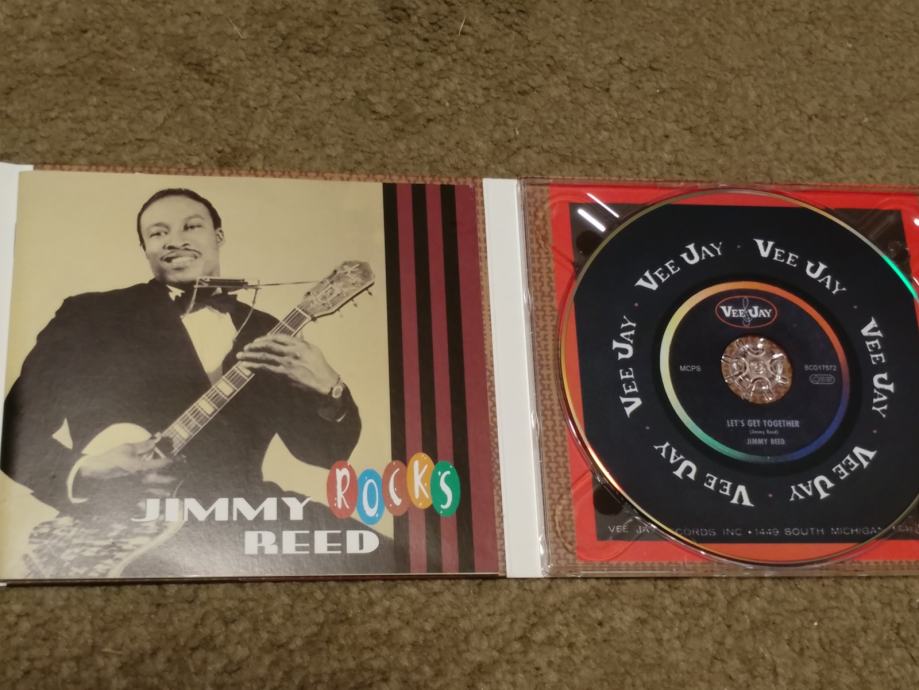 JIMMY ROCKS
REED
VEE JAY · VEE JAY · VEE JAY · VEE JAY · VEE JAY · VEE JAY
VEE JAY
MCPS
BCD17572
LET'S GET TOGETHER
(Jimmy Reed)
JIMMY REED
VEE JAY RECORDS INC • 1449 SOUTH MICHIGAN